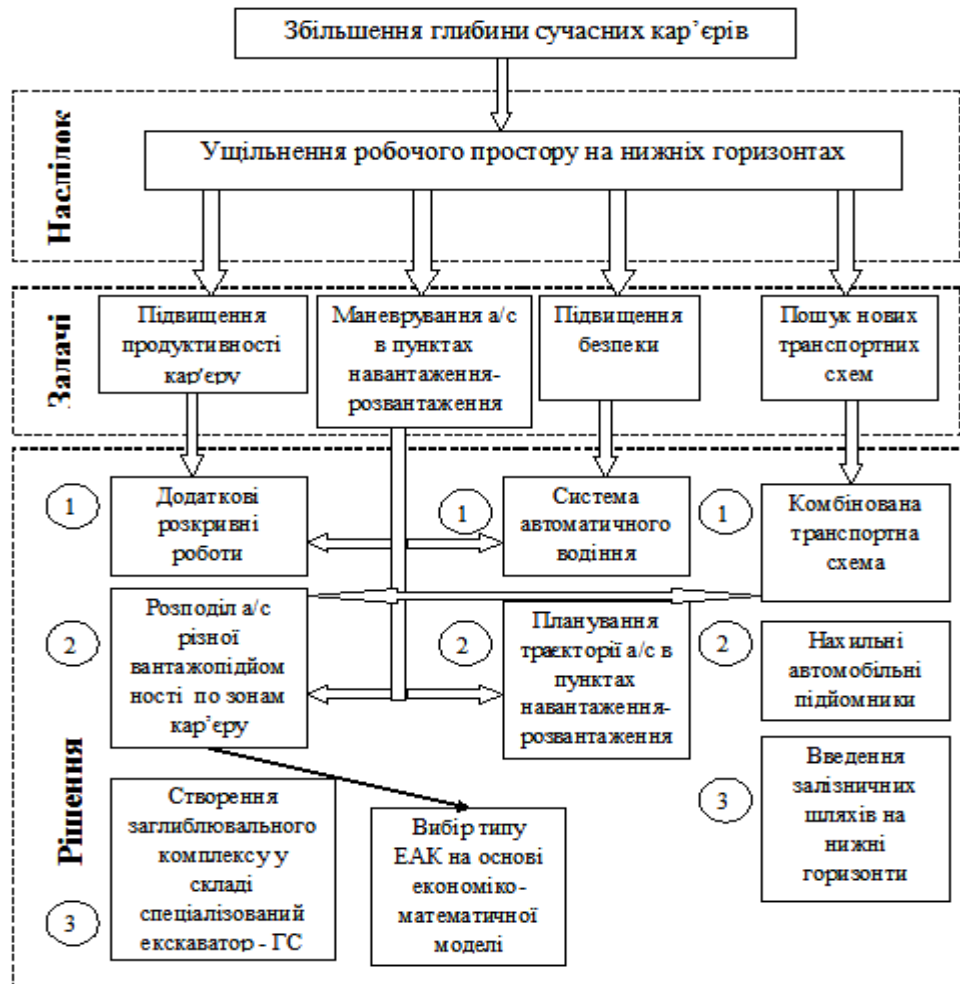 Збільшення глибини сучасних кар’єрів
Наслілок
Ущільнення робочого простору на нижніх горизонтах
Залачі
Підвищення
продуктивності
кар'єру
Маневрування а/с
в пунктах
навантаження-
розвантаження
Підвищення
безпеки
Пошук нових
транспортних
схем
Рішення
1
Додаткові
розкривні
роботи
1
Система
автоматичного
водіння
1
Комбінована
транспортна
схема
2
Розподіл а/с
різної
вантажопідйом
ності по зонам
кар’єру
2
Планування
траєкторії а/с в
пунктах
навантаження-
розвантаження
2
Нахильні
автомобільні
підйомники
3
Створення
заглиблювального
комплексу у
складі
спеціалізований
екскаватор - ГС
Вибір типу
ЕАК на основі
економіко-
математичної
моделі
3
Введення
залізничних
шляхів на
нижні
горизонти